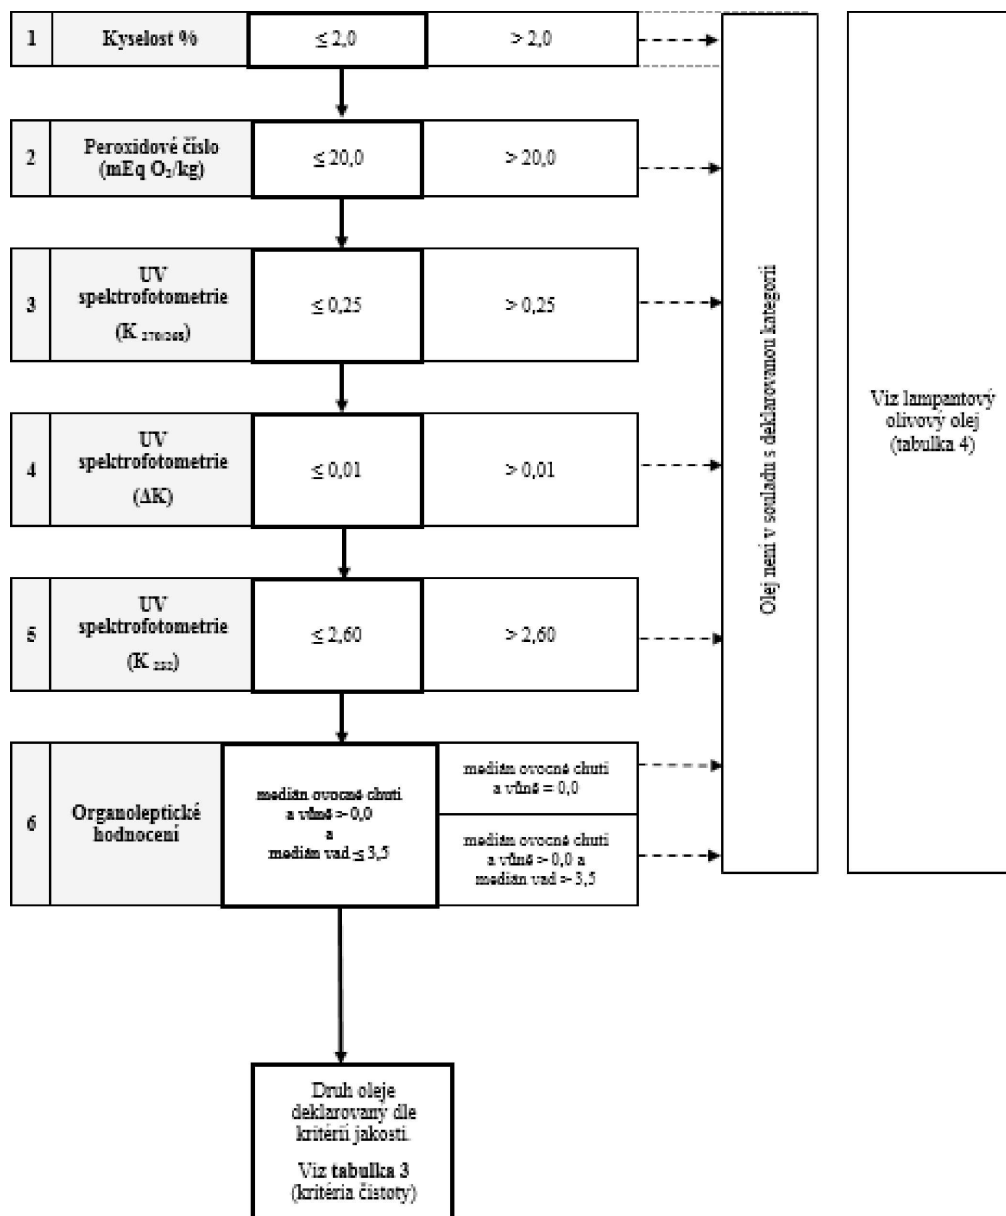 1
Kyselost %
≤ 2,0
> 2,0
2
Peroxidové číslo
(mEq O₂/kg)
≤ 20,0
> 20,0
3
UV
spektrofotometrie
(K 270/268)
≤ 0,25
> 0,25
4
UV
spektrofotometrie
(ΔK)
≤ 0,01
> 0,01
5
UV
spektrofotometrie
(K 232)
≤ 2,60
> 2,60
6
Organoleptické
hodnocení
medián ovocné chuti
a vůně > 0,0
a
medián vad ≤ 3,5
medián ovocné chuti
a vůně = 0,0
medián ovocné chuti
a vůně > 0,0 a
medián vad > 3,5
Olej není v souladu s deklarovanou kategorií
Viz lampantový
olivový olej
(tabulka 4)
Druh oleje
deklarovaný dle
kritérií jakosti.
Viz tabulka 3
(kritéria čistoty)